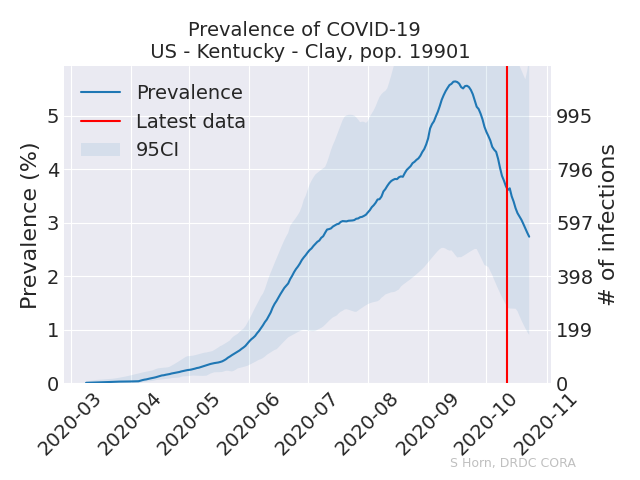 Prevalence of COVID-19
US - Kentucky - Clay, pop. 19901
Prevalence
Latest data
95CI
Prevalence (%)
5
4
3
2
1
0
995
796
597
398
199
0
# of infections
2020-03
2020-04
2020-05
2020-06
2020-07
2020-08
2020-09
2020-10
2020-11
S Horn, DRDC CORA